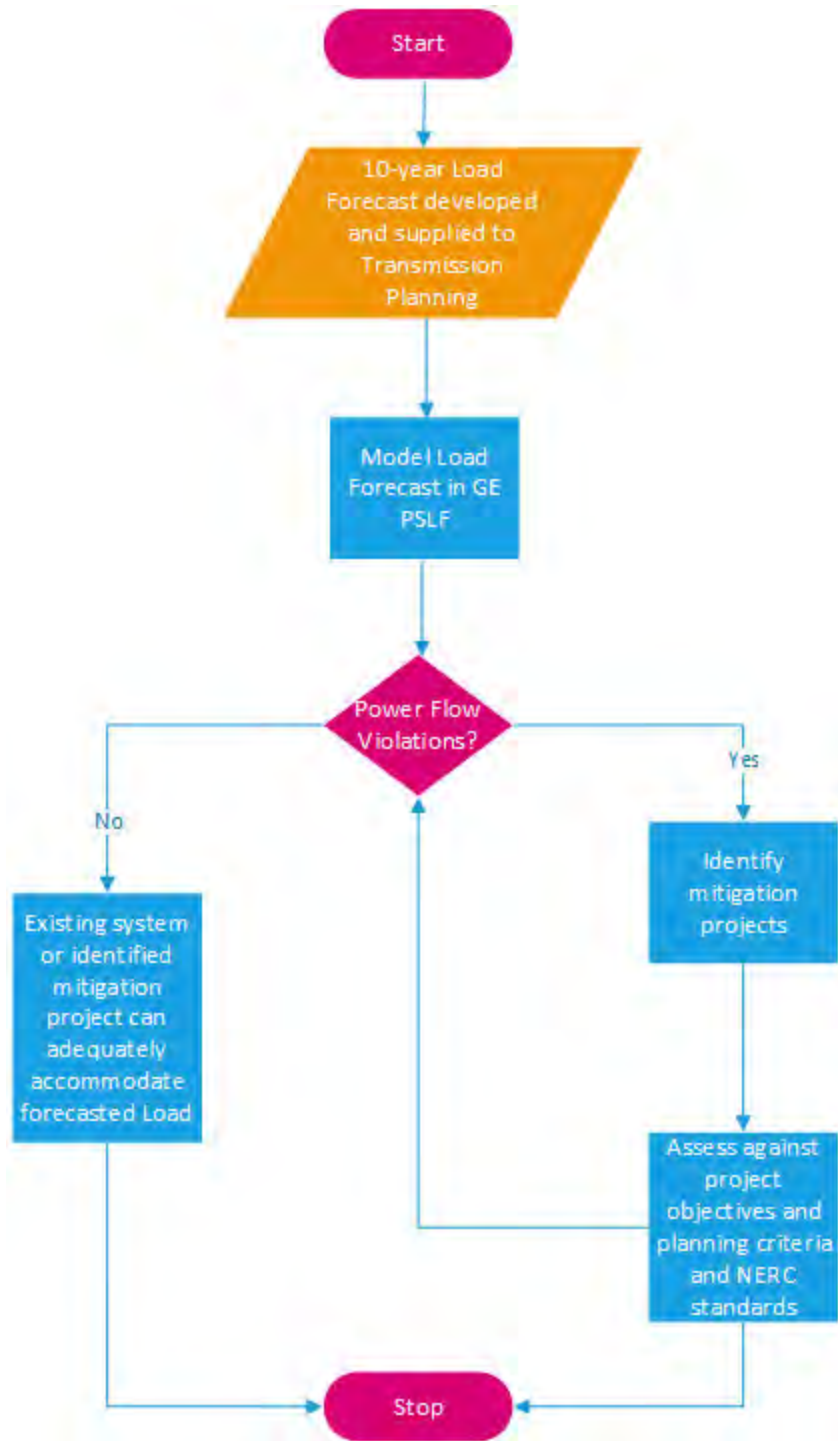 Start
10-year Load
Forecast developed
and supplied to
Transmission
Planning
Model Load
Forecast in GE
PSLF
Power Flow
Violations?
Yes
No
Identify
mitigation
projects
Existing system
or identified
mitigation
project can
adequately
accommodate
forecasted Load
Assess against
project
objectives and
planning criteria
and NERC
standards
Stop